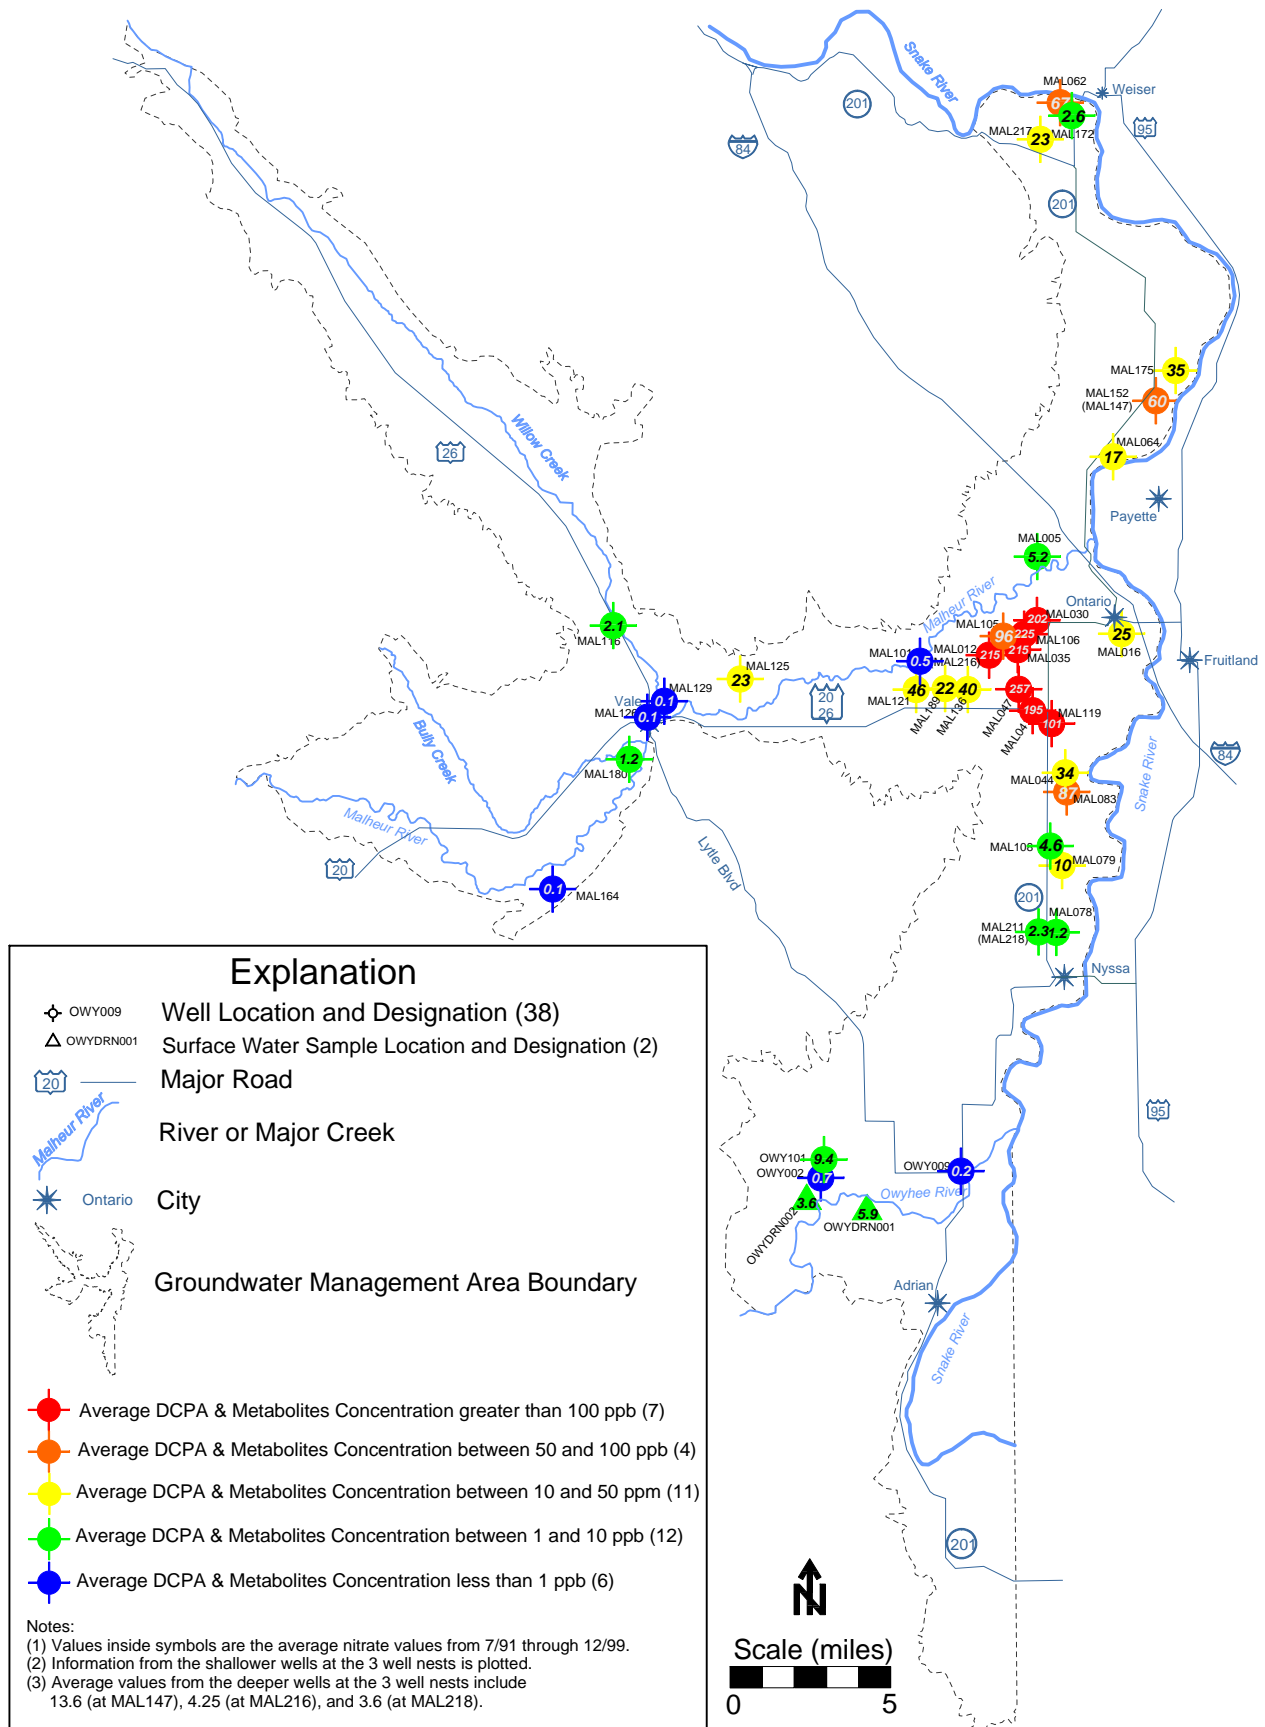 MAL062
Snake River
Weiser
201
67
2.6
95
MAL217
23
MAL172
84
201
MAL175
35
MAL152
(MAL147)
60
Willow Creek
26
MAL064
17
Payette
MAL005
5.2
Malheur River
Ontario
202
MAL030
2.1
MAL116
MAL105
96
225
MAL106
25
MAL016
MAL101
0.5
MAL012
(MAL216)
215
215
MAL035
Fruitland
MAL125
23
46
22
40
257
MAL121
MAL189
MAL136
MAL047
MAL129
0.1
Vale
MAL126
0.1
20
26
195
MAL04
101
MAL119
Bully Creek
1.2
MAL180
84
Snake River
34
MAL044
87
MAL083
Malheur River
20
Lytle Blvd
MAL108
4.6
10
MAL079
0.1
MAL164
201
MAL078
MAL211
(MAL218)
2.3
1.2
Nyssa
95
OWY101
9.4
OWY002
0.7
OWY009
0.2
Owyhee River
3.6
OWYDRN002
5.9
OWYDRN001
Adrian
Snake River
201
Explanation
OWY009 Well Location and Designation (38)
OWYDRN001 Surface Water Sample Location and Designation (2)
20 Major Road
Malheur River River or Major Creek
Ontario City
Groundwater Management Area Boundary
Average DCPA & Metabolites Concentration greater than 100 ppb (7)
Average DCPA & Metabolites Concentration between 50 and 100 ppb (4)
Average DCPA & Metabolites Concentration between 10 and 50 ppm (11)
Average DCPA & Metabolites Concentration between 1 and 10 ppb (12)
Average DCPA & Metabolites Concentration less than 1 ppb (6)
Notes:
(1) Values inside symbols are the average nitrate values from 7/91 through 12/99.
(2) Information from the shallower wells at the 3 well nests is plotted.
(3) Average values from the deeper wells at the 3 well nests include
13.6 (at MAL147), 4.25 (at MAL216), and 3.6 (at MAL218).
N
Scale (miles)
0 5